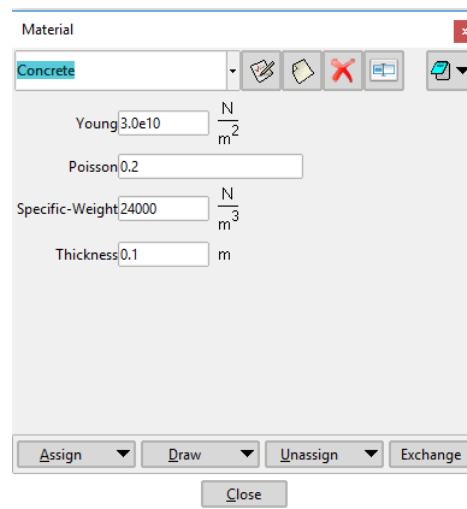 Material
Concrete
Young 3.0e10 N/m²
Poisson 0.2
Specific-Weight 24000 N/m³
Thickness 0.1 m
Assign Draw Unassign Exchange
Close